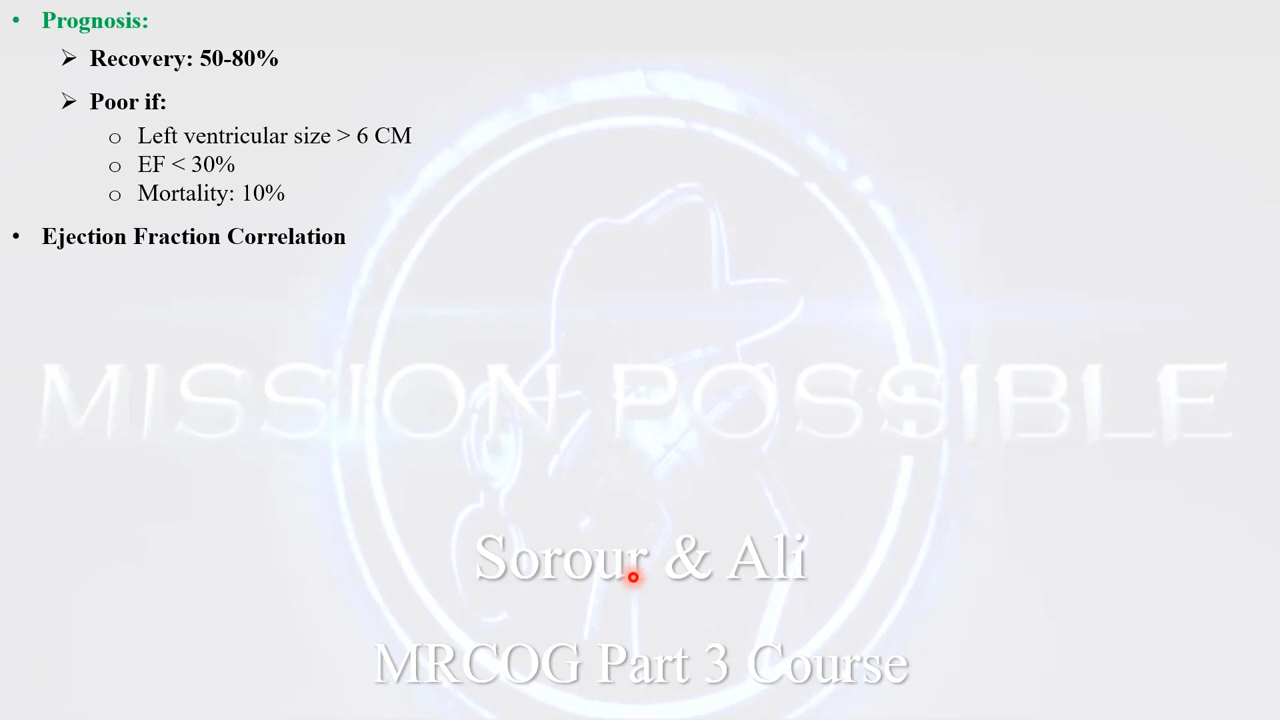 • Prognosis:
➢ Recovery: 50-80%
➢ Poor if:
o Left ventricular size > 6 CM
o EF < 30%
o Mortality: 10%
• Ejection Fraction Correlation
MISSION POSSIBLE
Sorour & Ali
MRCOG Part 3 Course